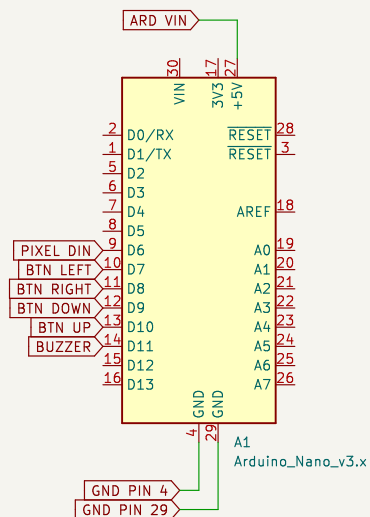 ARD VIN
30 17 27
VIN 3V3 +5V
2 D0/RX RESET 28
1 D1/TX RESET 3
5 D2
6 D3
7 D4 AREF 18
8 D5
PIXEL DIN 9 D6 A0 19
BTN LEFT 10 D7 A1 20
BTN RIGHT 11 D8 A2 21
BTN DOWN 12 D9 A3 22
BTN UP 13 D10 A4 23
BUZZER 14 D11 A5 24
15 D12 A6 25
16 D13 A7 26
GND GND
4 29
A1
Arduino_Nano_v3.x
GND PIN 4
GND PIN 29